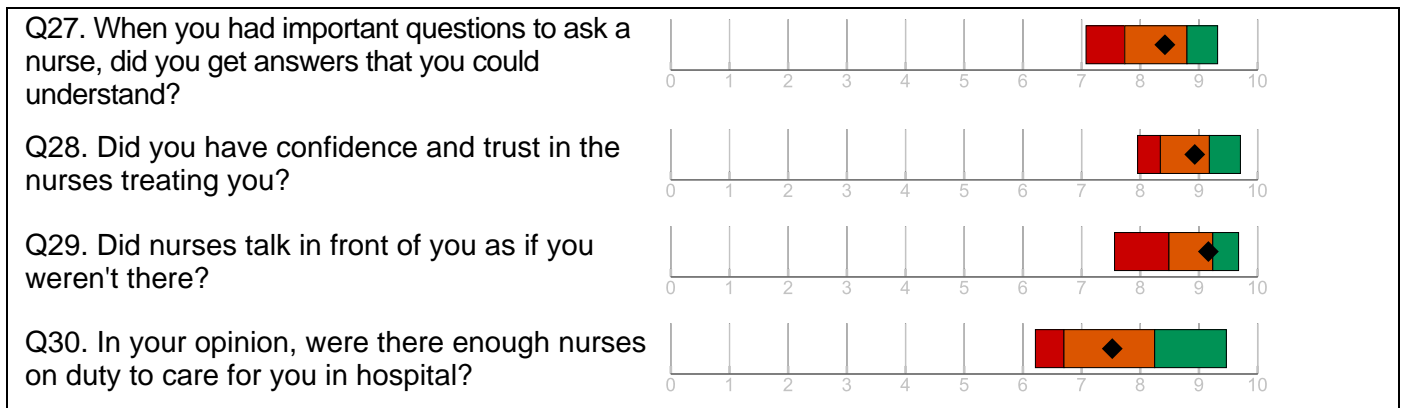 Q27. When you had important questions to ask a
nurse, did you get answers that you could
understand?
0 1 2 3 4 5 6 7 8 9 10
Q28. Did you have confidence and trust in the
nurses treating you?
0 1 2 3 4 5 6 7 8 9 10
Q29. Did nurses talk in front of you as if you
weren't there?
0 1 2 3 4 5 6 7 8 9 10
Q30. In your opinion, were there enough nurses
on duty to care for you in hospital?
0 1 2 3 4 5 6 7 8 9 10